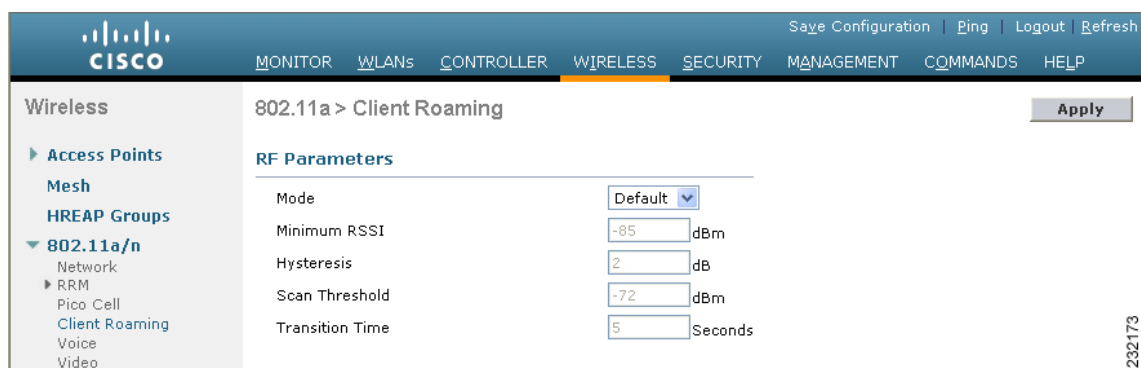 Save Configuration | Ping | Logout | Refresh
CISCO
MONITOR WLANs CONTROLLER WIRELESS SECURITY MANAGEMENT COMMANDS HELP
Wireless
802.11a > Client Roaming
Apply
Access Points
Mesh
HREAP Groups
802.11a/n
Network
RRM
Pico Cell
Client Roaming
Voice
Video
RF Parameters
Mode Default
Minimum RSSI -85 dBm
Hysteresis 2 dB
Scan Threshold -72 dBm
Transition Time 5 Seconds
232173